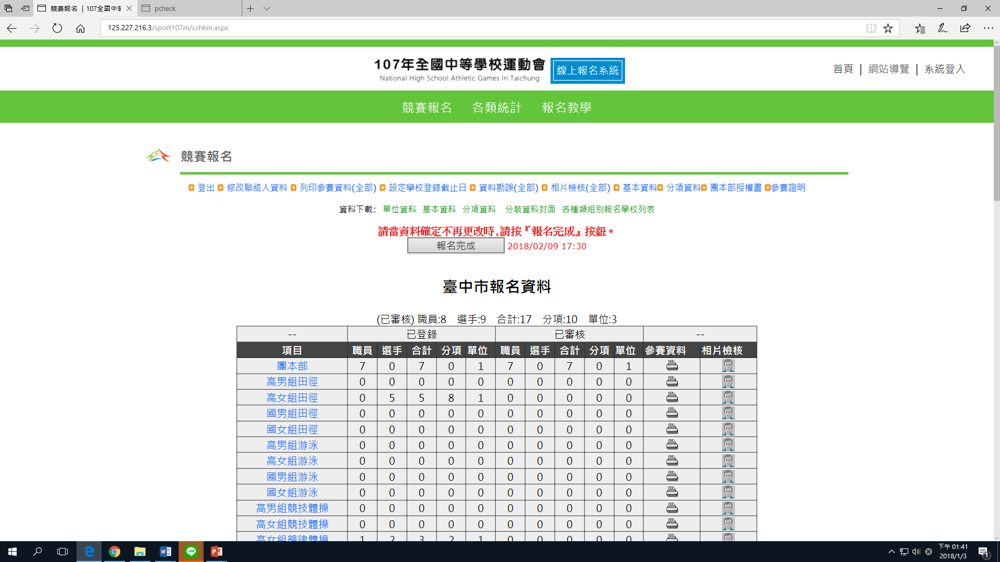 競賽報名 | 107全國中等
pcheck
125.227.216.3/sport107m/cchkin.aspx
107年全國中等學校運動會 線上報名系統
National High School Athletic Games In Taichung
首頁 | 網站導覽 | 系統登入
競賽報名 各類統計 報名教學
競賽報名
登出 修改聯絡人資料 列印參賽資料(全部) 設定學校登錄截止日 資料勘誤(全部) 相片檢核(全部) 基本資料 分項資料 團本部授權書 參賽證明
資料下載： 單位資料 基本資料 分項資料 分裝資料封面 各種類組別報名學校列表
請當資料確定不再更改時,請按『報名完成』按鈕。
報名完成 2018/02/09 17:30
臺中市報名資料
(已審核) 職員:8 選手:9 合計:17 分項:10 單位:3
-- 已登錄 已審核 --
項目 職員 選手 合計 分項 單位 職員 選手 合計 分項 單位 參賽資料 相片檢核
團本部 7 0 7 0 1 7 0 7 0 1
高男組田徑 0 0 0 0 0 0 0 0 0 0
高女組田徑 0 5 5 8 1 0 0 0 0 0
國男組田徑 0 0 0 0 0 0 0 0 0 0
國女組田徑 0 0 0 0 0 0 0 0 0 0
高男組游泳 0 0 0 0 0 0 0 0 0 0
高女組游泳 0 0 0 0 0 0 0 0 0 0
國男組游泳 0 0 0 0 0 0 0 0 0 0
國女組游泳 0 0 0 0 0 0 0 0 0 0
高男組競技體操 0 0 0 0 0 0 0 0 0 0
高女組競技體操 0 0 0 0 0 0 0 0 0 0
高女組韻律體操 1 2 3 2 1 0 0 0 0 0
下午 01:41
2018/1/3
1